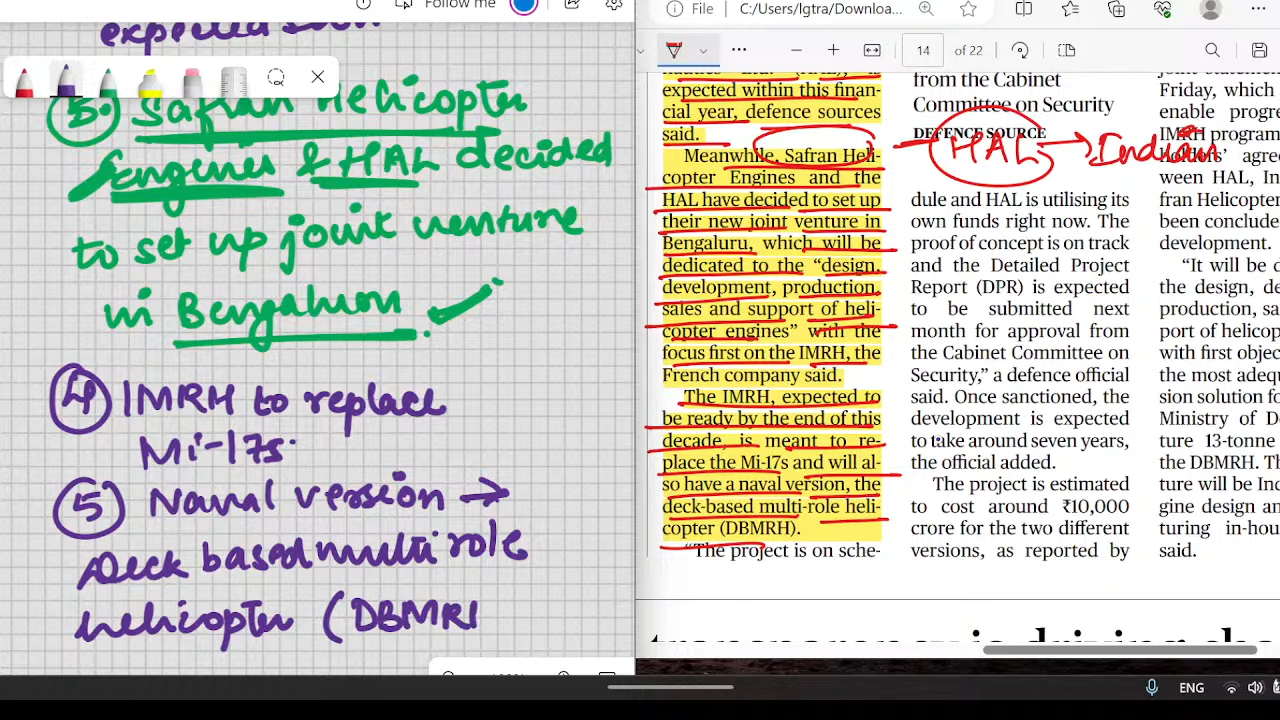 Follow me
expected soon
3. Safran Helicopter
Engines & HAL decided
to set up joint venture
in Bengaluru.
4 IMRH to replace
Mi-17s.
5 Naval version →
Deck based multi role
helicopter (DBMRH
File C:/Users/lgtra/Downloa...
14 of 22
expected within this finan-
cial year, defence sources
said.
Meanwhile, Safran Heli-
copter Engines and the
HAL have decided to set up
their new joint venture in
Bengaluru, which will be
dedicated to the “design,
development, production,
sales and support of heli-
copter engines” with the
focus first on the IMRH, the
French company said.
The IMRH, expected to
be ready by the end of this
decade, is meant to re-
place the Mi-17s and will al-
so have a naval version, the
deck-based multi-role heli-
copter (DBMRH).
“The project is on sche-
from the Cabinet
Committee on Security
DEFENCE SOURCE
HAL → Indian
dule and HAL is utilising its
own funds right now. The
proof of concept is on track
and the Detailed Project
Report (DPR) is expected
to be submitted next
month for approval from
the Cabinet Committee on
Security,” a defence official
said. Once sanctioned, the
development is expected
to take around seven years,
the official added.
The project is estimated
to cost around ₹10,000
crore for the two different
versions, as reported by
Friday, which
enable progr
IMRH program
holders’ agre
ween HAL, In
fran Helicopter
been conclude
development.
“It will be d
the design, de
production, sa
port of helicop
with first objec
the most adequ
sion solution fo
Ministry of De
ture 13-tonne
the DBMRH. Th
ture will be Ind
gine design an
turing in-hou
said.
transparency is driving cha
ENG